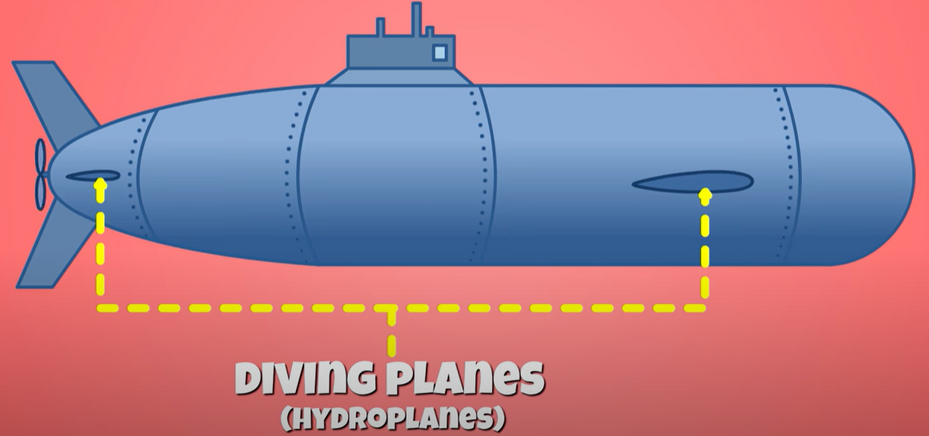 DIVING PLANES
(HYDROPLANES)